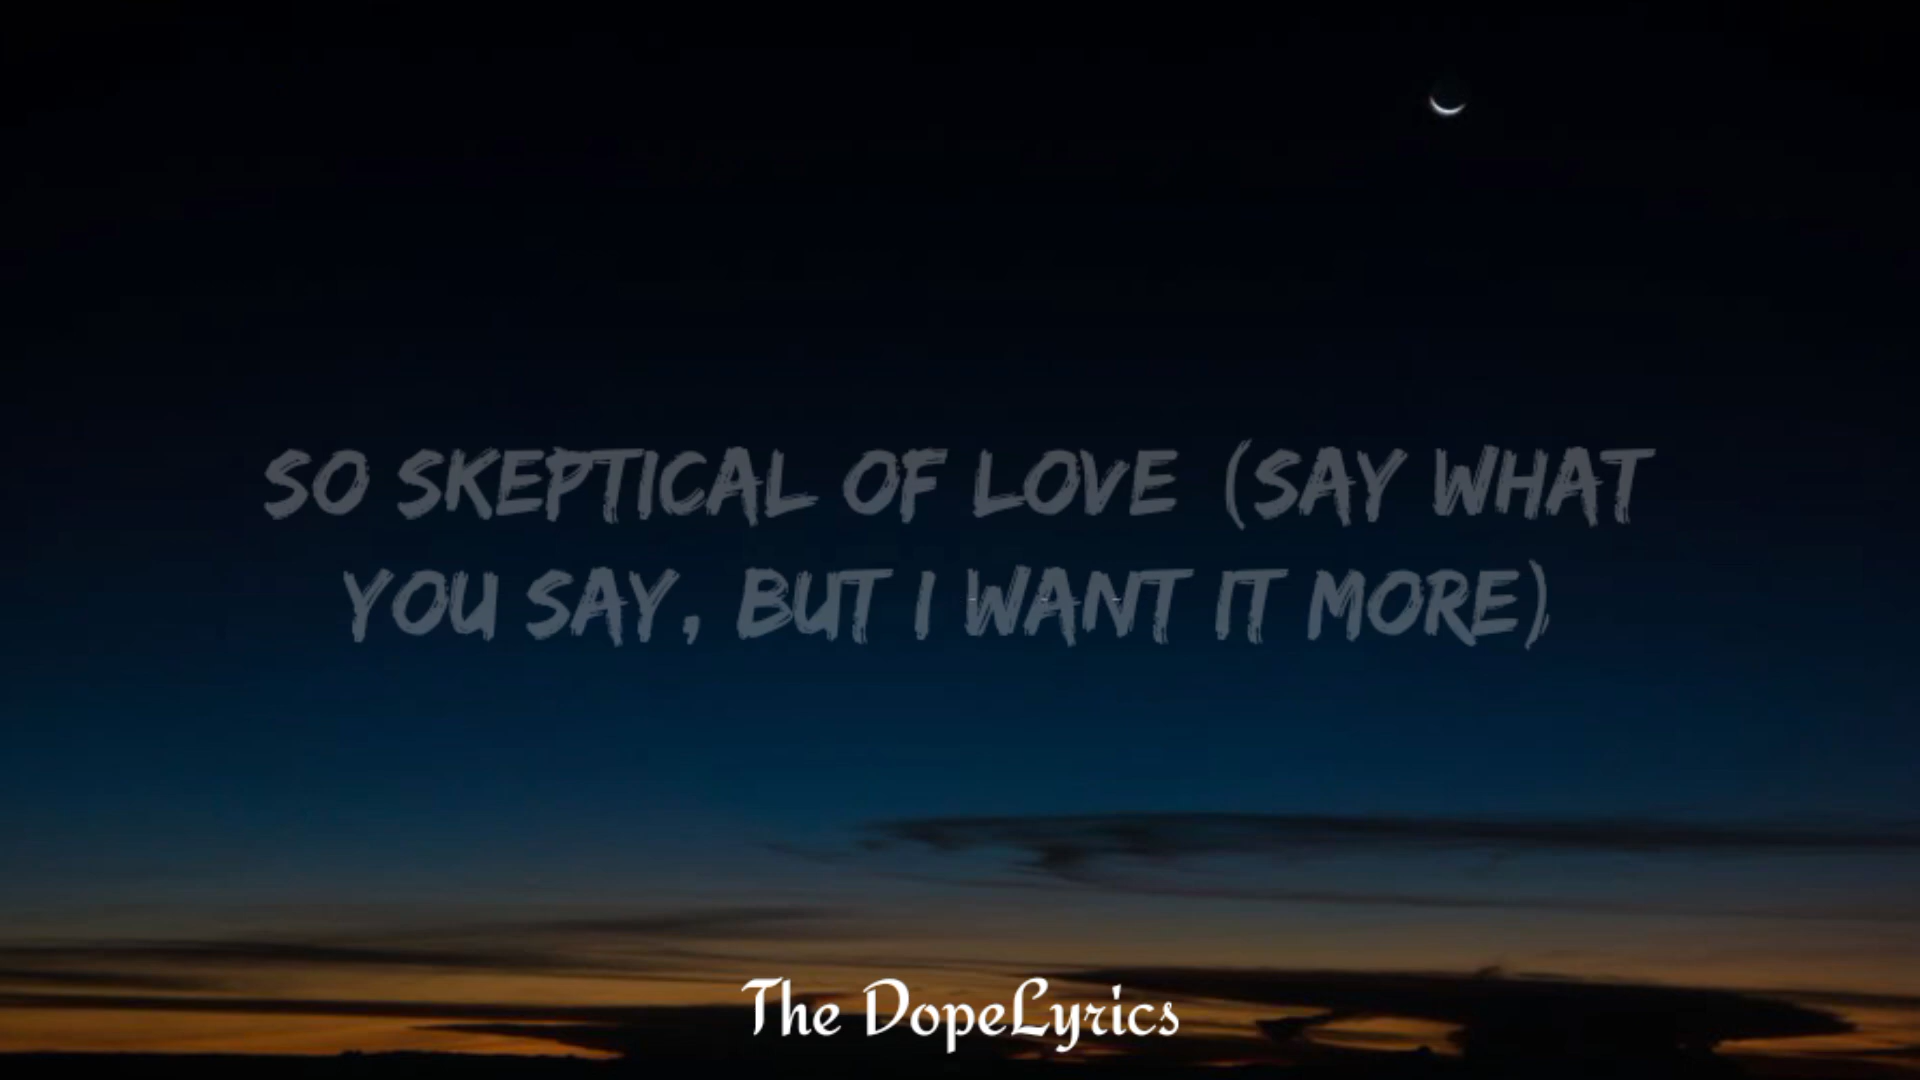 SO SKEPTICAL OF LOVE (SAY WHAT
YOU SAY, BUT I WANT IT MORE)
The DopeLyrics